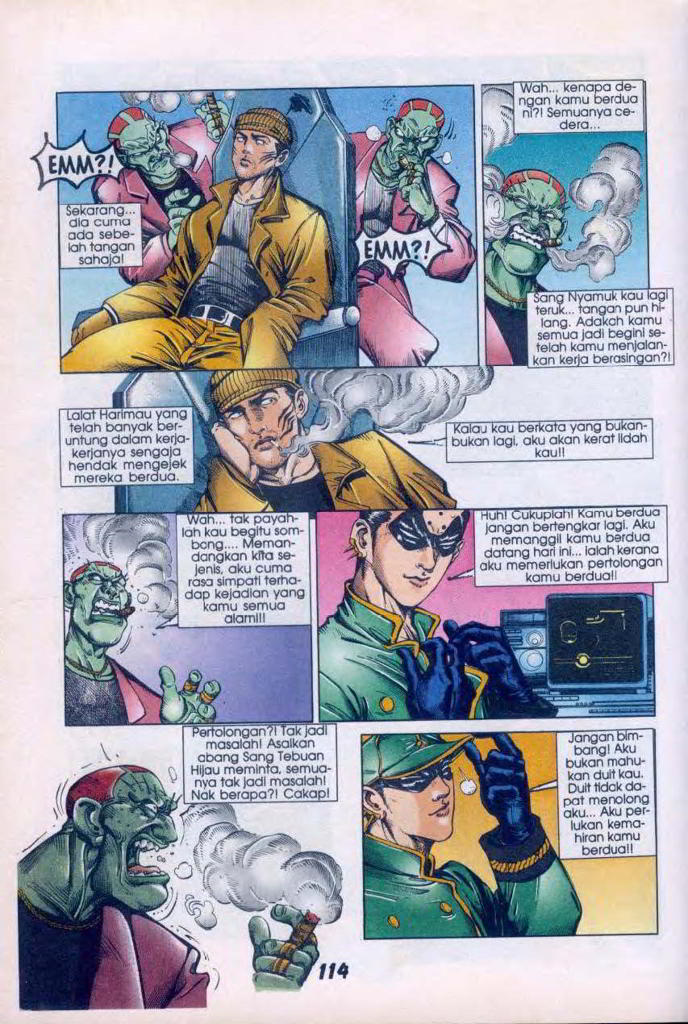 EMM?!
Sekarang...
dia cuma
ada sebe-
lah tangan
sahaja!
EMM?!
Wah... kenapa de-
ngan kamu berdua
ni?! Semuanya ce-
dera...
Sang Nyamuk kau lagi
teruk... tangan pun hi-
lang. Adakah kamu
semua jadi begini se-
telah kamu menjalan-
kan kerja berasingan?!
Lalat Harimau yang
telah banyak ber-
untung dalam kerja-
kerjanya sengaja
hendak mengejek
mereka berdua.
Kalau kau berkata yang bukan-
bukan lagi, aku akan kerat lidah
kau!!
Wah... tak payah-
lah kau begitu som-
bong.... Meman-
dangkan kita se-
jenis, aku cuma
rasa simpati terha-
dap kejadian yang
kamu semua
alami!!
Huh! Cukuplah! Kamu berdua
jangan bertengkar lagi. Aku
memanggil kamu berdua
datang hari ini... ialah kerana
aku memerlukan pertolongan
kamu berdua!!
Pertolongan?! Tak jadi
masalah! Asalkan
abang Sang Tebuan
Hijau meminta, semua-
nya tak jadi masalah!
Nak berapa?! Cakap!
Jangan bim-
bang! Aku
bukan mahu-
kan duit kau.
Duit tidak da-
pat menolong
aku... Aku per-
lukan kema-
hiran kamu
berdua!!
114